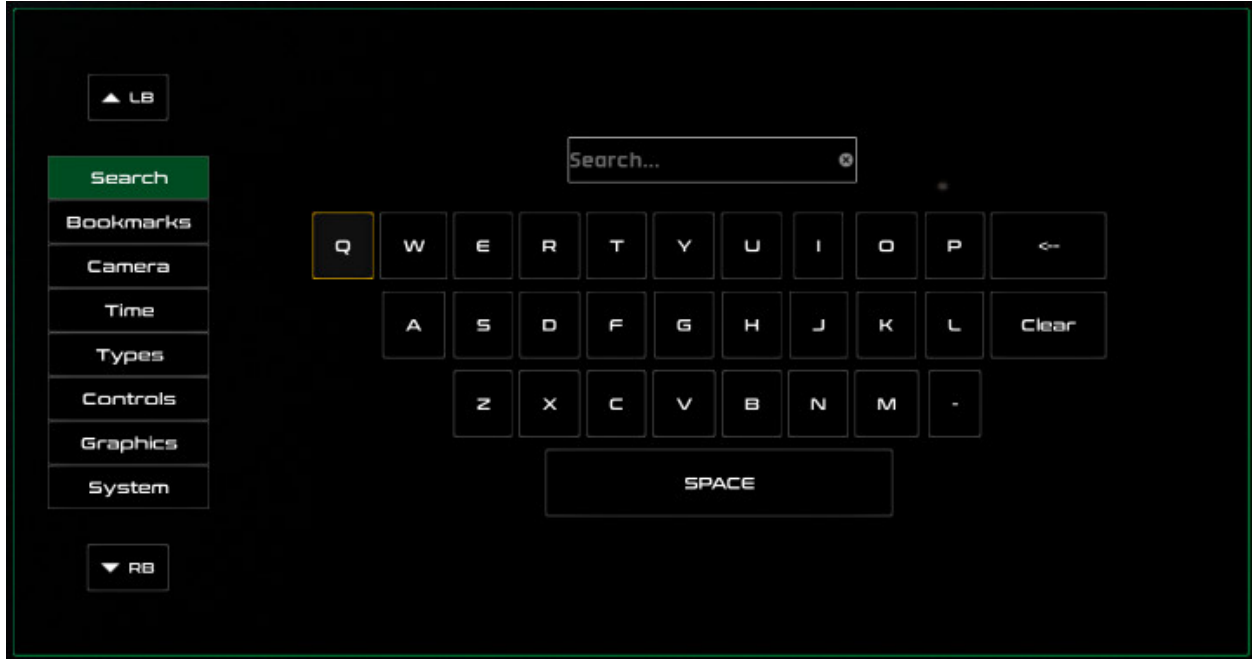 LB
Search
Bookmarks
Camera
Time
Types
Controls
Graphics
System
RB
Search...
Q W E R T Y U I O P <--
A S D F G H J K L Clear
Z X C V B N M -
SPACE